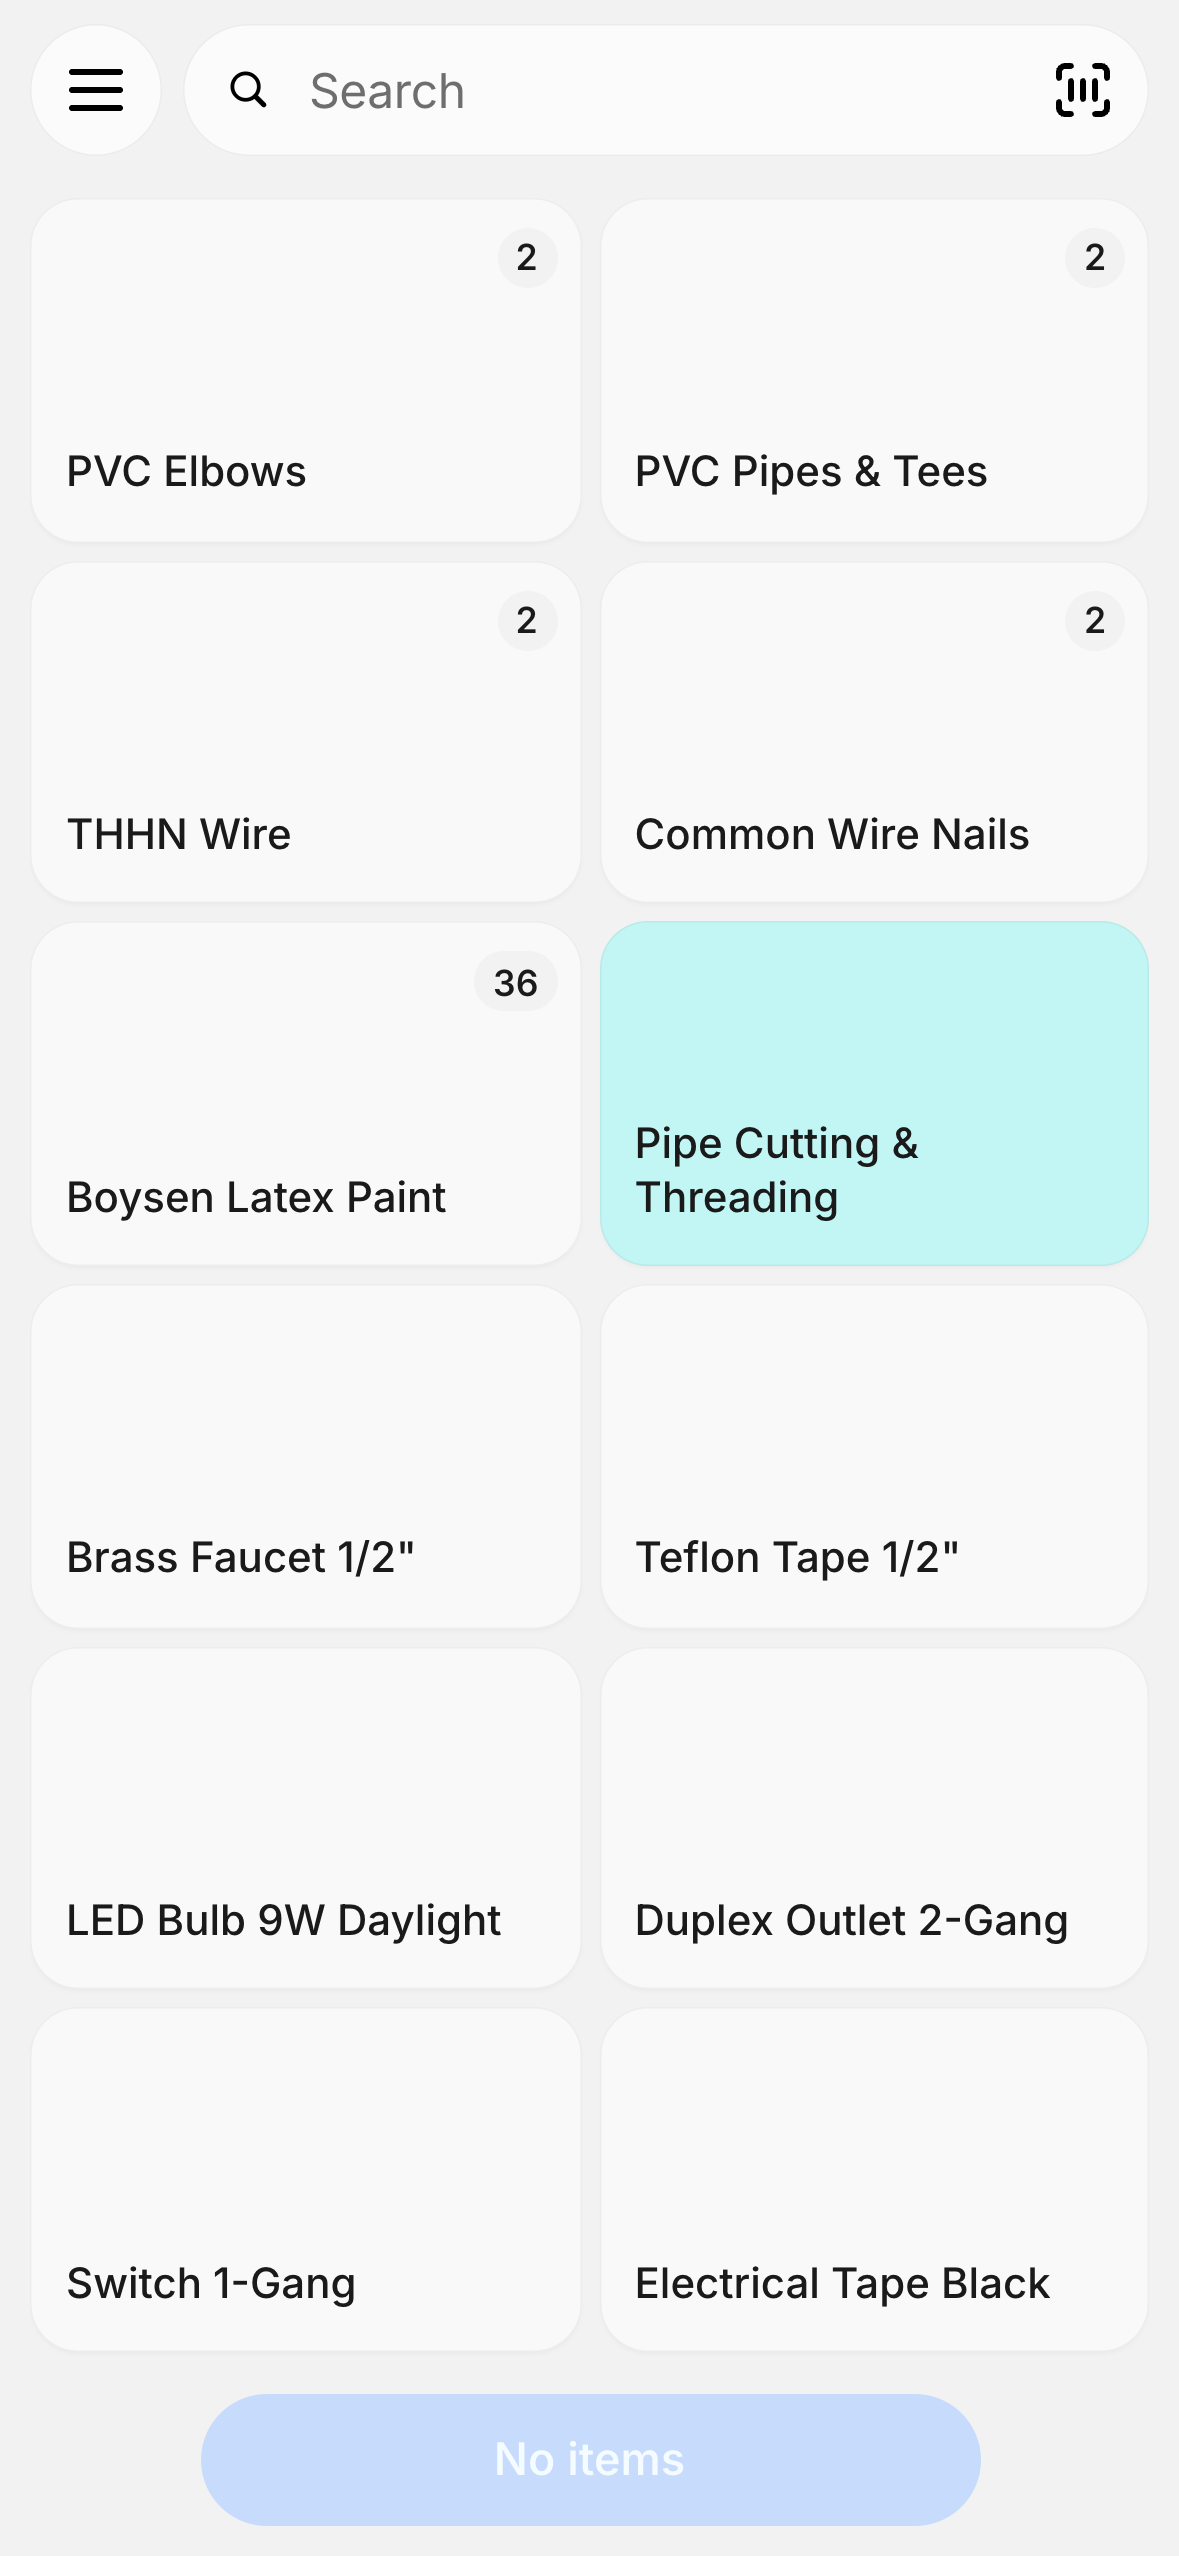 Search
2
PVC Elbows
2
PVC Pipes & Tees
2
THHN Wire
2
Common Wire Nails
36
Boysen Latex Paint
Pipe Cutting &
Threading
Brass Faucet 1/2"
Teflon Tape 1/2"
LED Bulb 9W Daylight
Duplex Outlet 2-Gang
Switch 1-Gang
Electrical Tape Black
No items